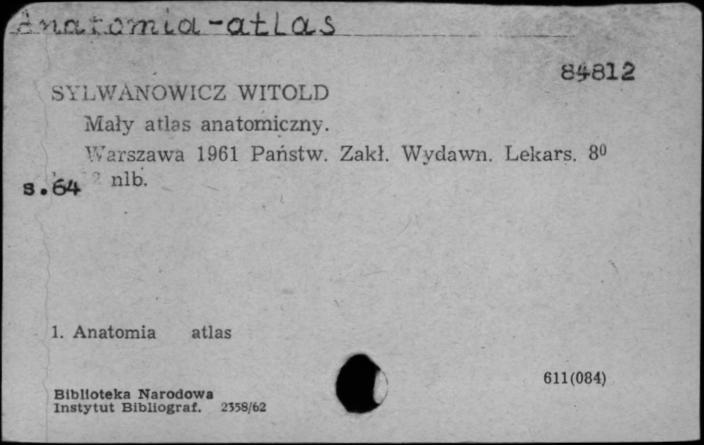 Anatomia-atlas
84812
SYLWANOWICZ WITOLD
Mały atlas anatomiczny.
Warszawa 1961 Państw. Zakł. Wydawn. Lekars. 8⁰
s. 64 2 nlb.
1. Anatomia atlas
611(084)
Biblioteka Narodowa
Instytut Bibliograf. 2358/62